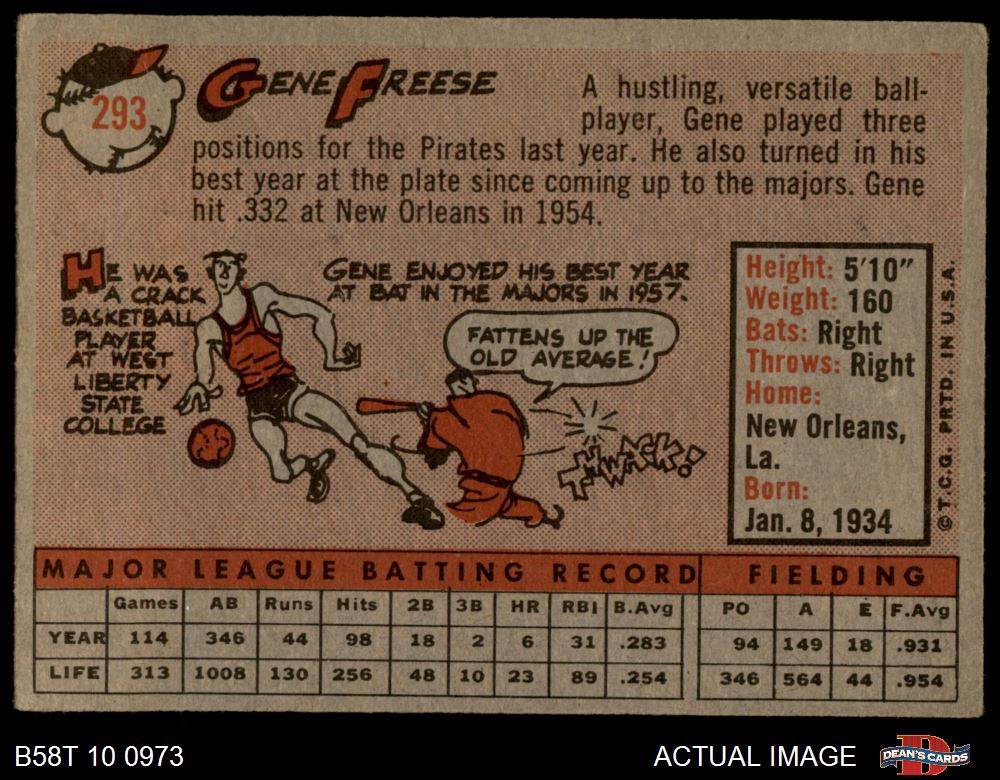 293
GENE FREESE
A hustling, versatile ball-
player, Gene played three
positions for the Pirates last year. He also turned in his
best year at the plate since coming up to the majors. Gene
hit .332 at New Orleans in 1954.
HE WAS
A CRACK
BASKETBALL
PLAYER
AT WEST
LIBERTY
STATE
COLLEGE
GENE ENJOYED HIS BEST YEAR
AT BAT IN THE MAJORS IN 1957.
FATTENS UP THE
OLD AVERAGE!
THWACK!
Height: 5'10"
Weight: 160
Bats: Right
Throws: Right
Home:
New Orleans,
La.
Born:
Jan. 8, 1934
© T.C.G. PRTD. IN U.S.A.
MAJOR LEAGUE BATTING RECORD FIELDING
Games AB Runs Hits 2B 3B HR RBI B.Avg PO A E F.Avg
YEAR 114 346 44 98 18 2 6 31 .283 94 149 18 .931
LIFE 313 1008 130 256 48 10 23 89 .254 346 564 44 .954
B58T 10 0973
ACTUAL IMAGE
DEAN'S CARDS